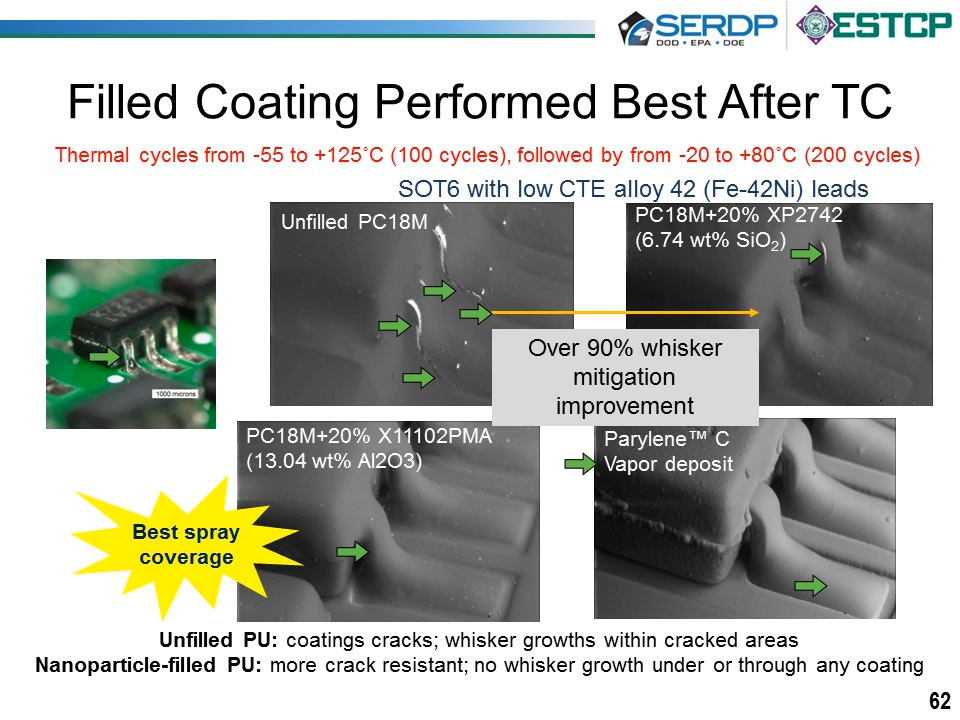 SERDP
DOD • EPA • DOE
ESTCP
Filled Coating Performed Best After TC
Thermal cycles from -55 to +125˚C (100 cycles), followed by from -20 to +80˚C (200 cycles)
SOT6 with low CTE alloy 42 (Fe-42Ni) leads
Unfilled PC18M
PC18M+20% XP2742
(6.74 wt% SiO₂)
1000 microns
Over 90% whisker
mitigation
improvement
PC18M+20% X11102PMA
(13.04 wt% Al2O3)
Parylene™ C
Vapor deposit
Best spray
coverage
Unfilled PU: coatings cracks; whisker growths within cracked areas
Nanoparticle-filled PU: more crack resistant; no whisker growth under or through any coating
62